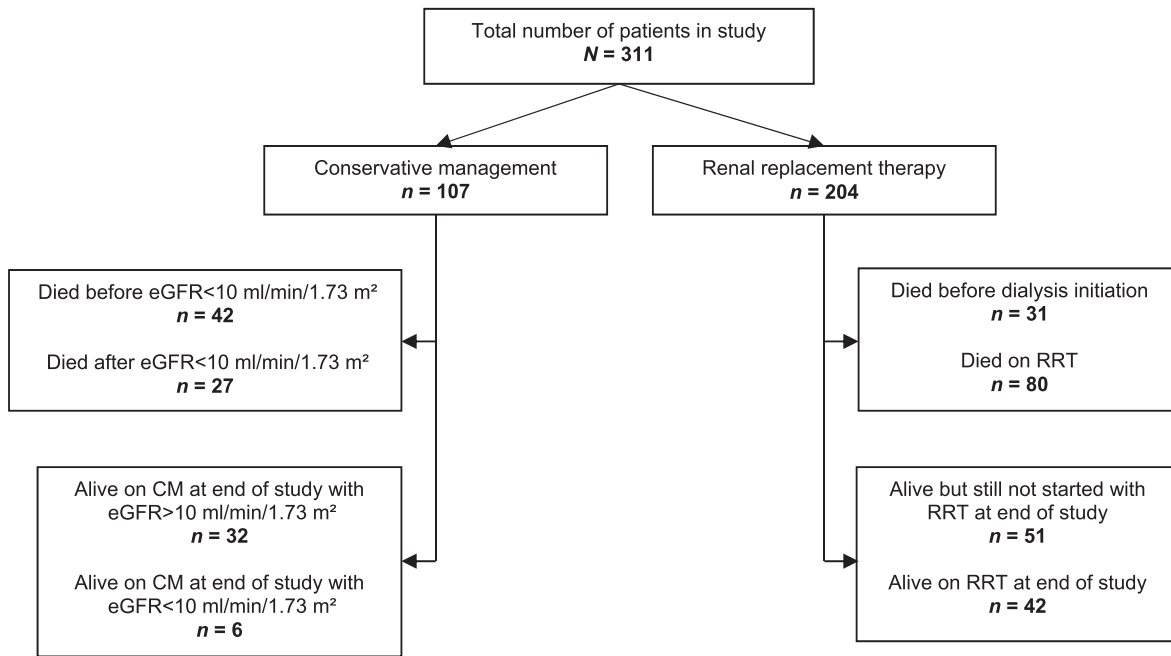 Total number of patients in study
N = 311
Conservative management
n = 107
Renal replacement therapy
n = 204
Died before eGFR<10 ml/min/1.73 m²
n = 42
Died after eGFR<10 ml/min/1.73 m²
n = 27
Died before dialysis initiation
n = 31
Died on RRT
n = 80
Alive on CM at end of study with
eGFR>10 ml/min/1.73 m²
n = 32
Alive on CM at end of study with
eGFR<10 ml/min/1.73 m²
n = 6
Alive but still not started with
RRT at end of study
n = 51
Alive on RRT at end of study
n = 42